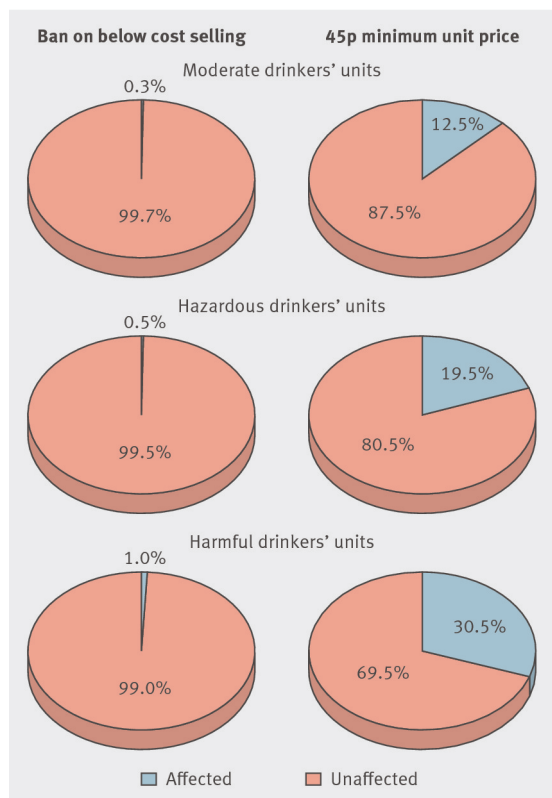 Ban on below cost selling
45p minimum unit price
Moderate drinkers’ units
0.3%
99.7%
12.5%
87.5%
Hazardous drinkers’ units
0.5%
99.5%
19.5%
80.5%
Harmful drinkers’ units
1.0%
99.0%
30.5%
69.5%
Affected
Unaffected